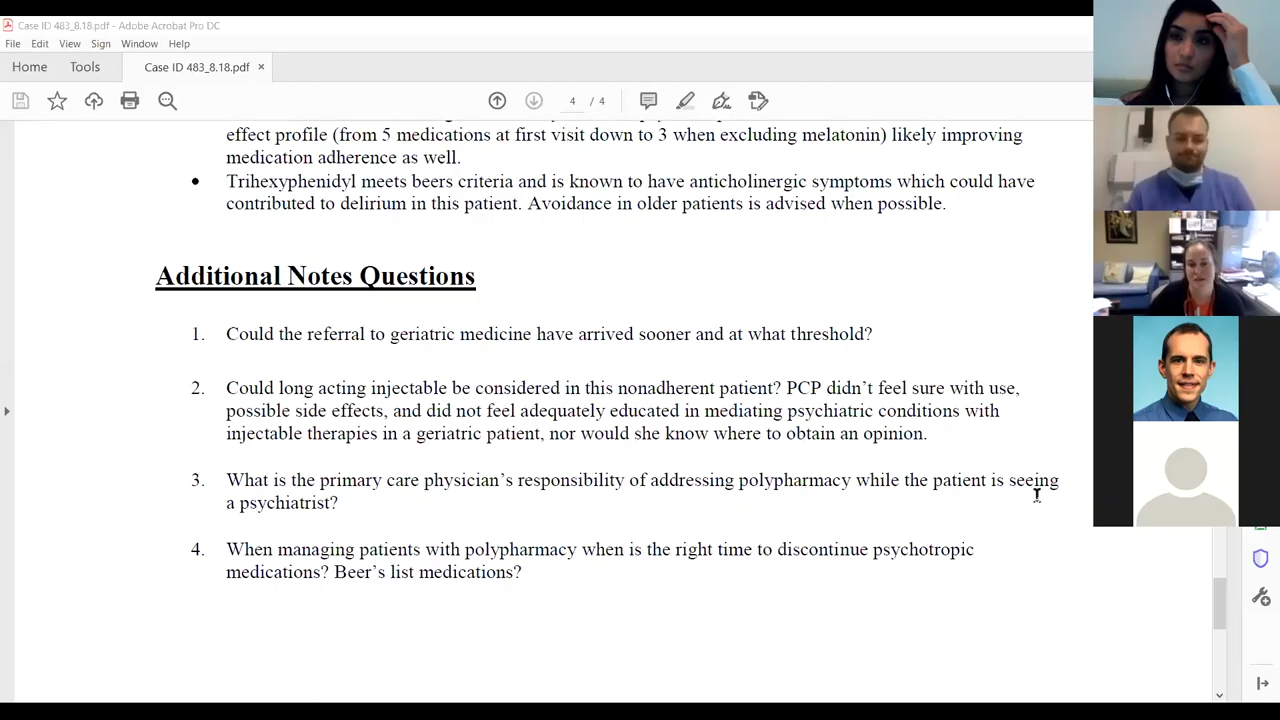 Case ID 483_8.18.pdf - Adobe Acrobat Pro DC
File Edit View Sign Window Help
Home Tools Case ID 483_8.18.pdf ×
4 / 4
effect profile (from 5 medications at first visit down to 3 when excluding melatonin) likely improving
medication adherence as well.
• Trihexyphenidyl meets beers criteria and is known to have anticholinergic symptoms which could have
contributed to delirium in this patient. Avoidance in older patients is advised when possible.
Additional Notes Questions
1. Could the referral to geriatric medicine have arrived sooner and at what threshold?
2. Could long acting injectable be considered in this nonadherent patient? PCP didn’t feel sure with use,
possible side effects, and did not feel adequately educated in mediating psychiatric conditions with
injectable therapies in a geriatric patient, nor would she know where to obtain an opinion.
3. What is the primary care physician’s responsibility of addressing polypharmacy while the patient is seeing
a psychiatrist?
4. When managing patients with polypharmacy when is the right time to discontinue psychotropic
medications? Beer’s list medications?